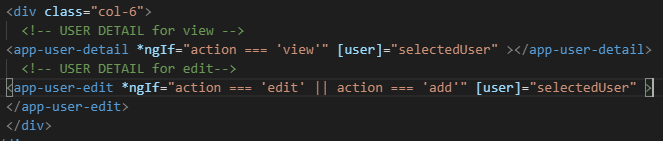 <div class="col-6">
<!-- USER DETAIL for view -->
<app-user-detail *ngIf="action === 'view'" [user]="selectedUser" ></app-user-detail>
<!-- USER DETAIL for edit-->
<app-user-edit *ngIf="action === 'edit' || action === 'add'" [user]="selectedUser" >
</app-user-edit>
</div>